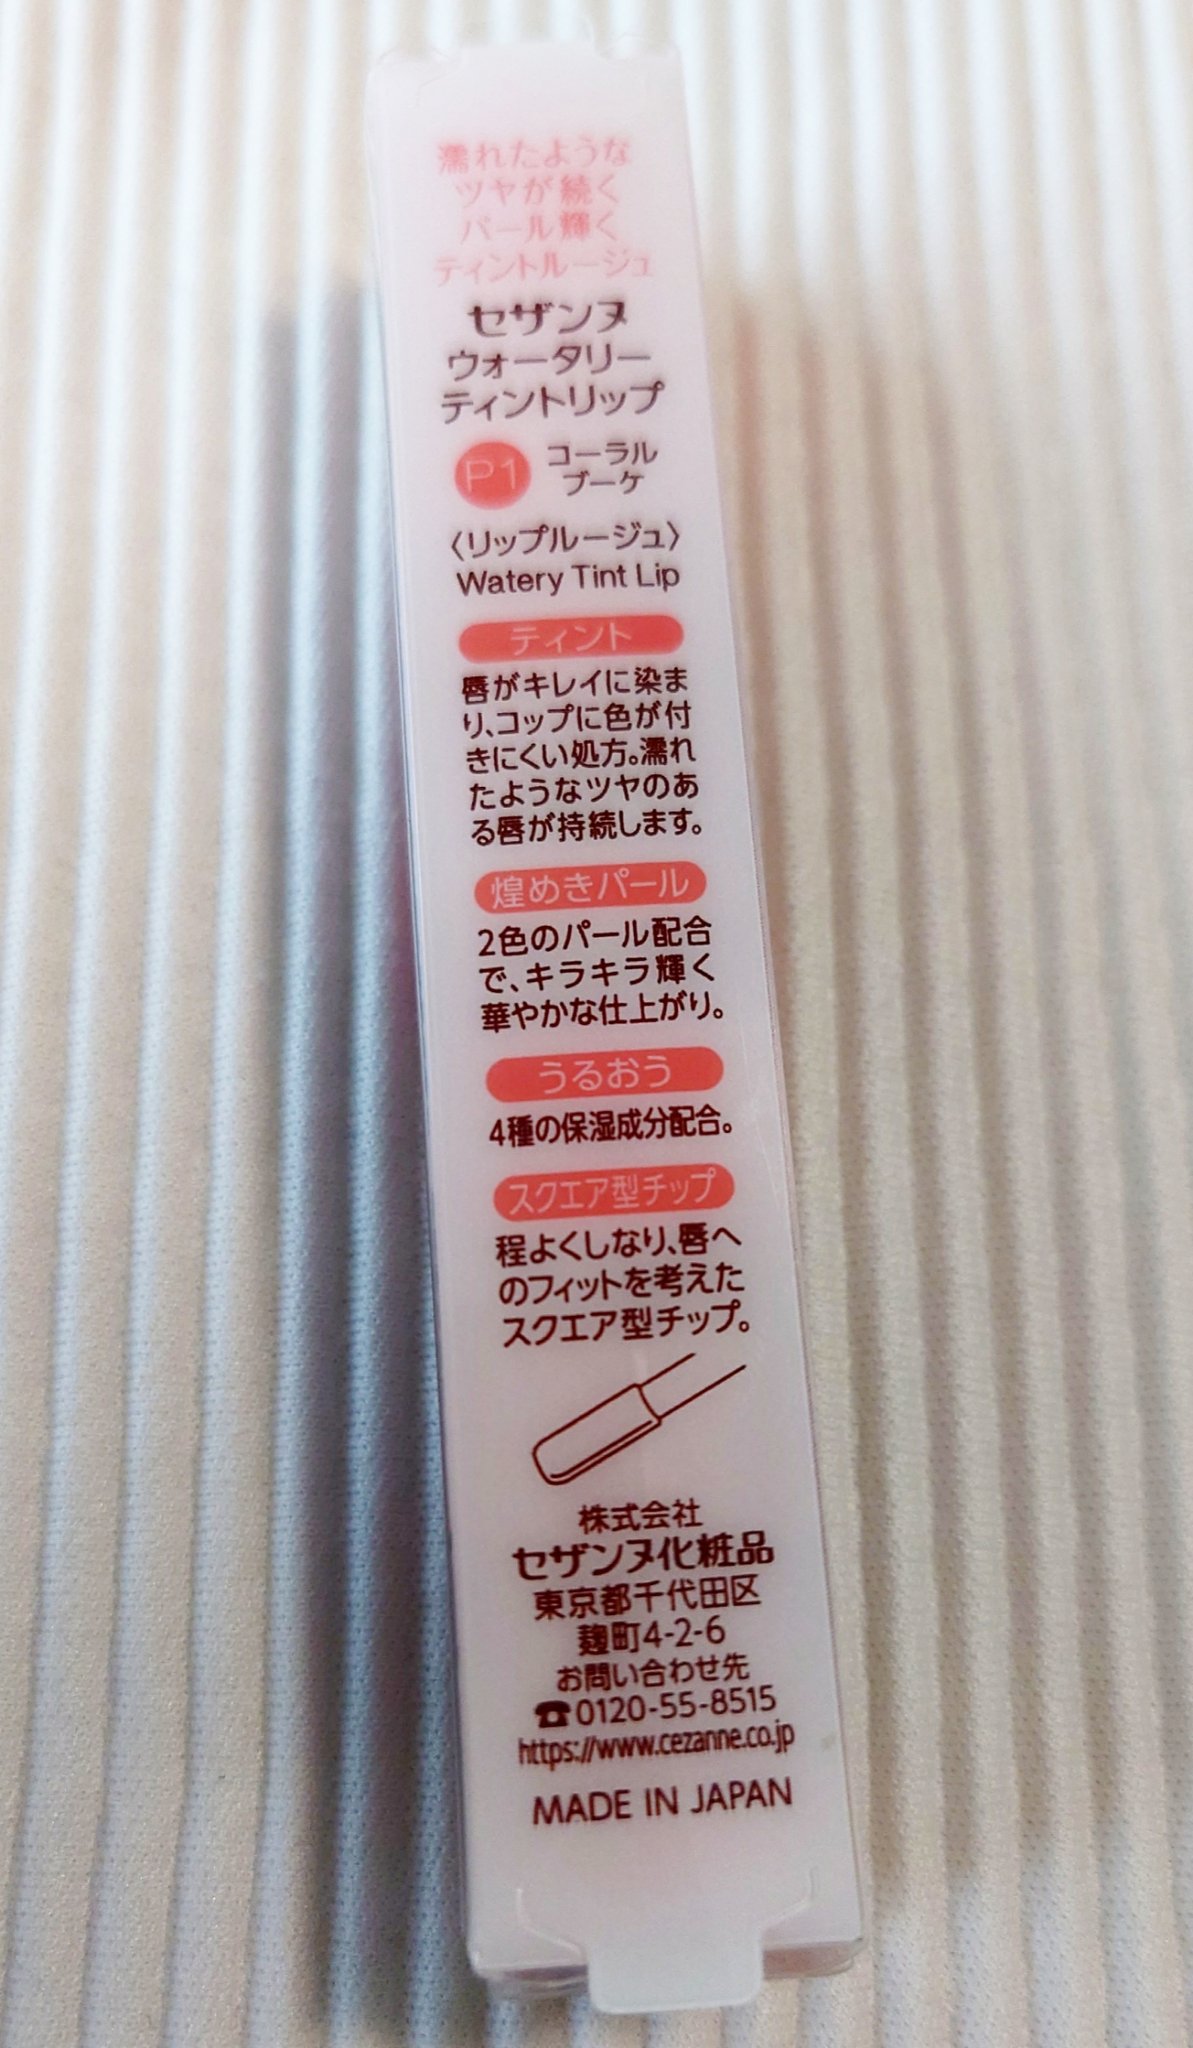 濡れたような
ツヤが続く
パール輝く
ティントルージュ
セザンヌ
ウォータリー
ティントリップ
P1 コーラル
ブーケ
〈リップルージュ〉
Watery Tint Lip
ティント
唇がキレイに染ま
り、コップに色が付
きにくい処方。濡れ
たようなツヤのあ
る唇が持続します。
煌めきパール
2色のパール配合
で、キラキラ輝く
華やかな仕上がり。
うるおう
4種の保湿成分配合。
スクエア型チップ
程よくしなり、唇へ
のフィットを考えた
スクエア型チップ。
株式会社
セザンヌ化粧品
東京都千代田区
麹町4-2-6
お問い合わせ先
☎0120-55-8515
https://www.cezanne.co.jp
MADE IN JAPAN